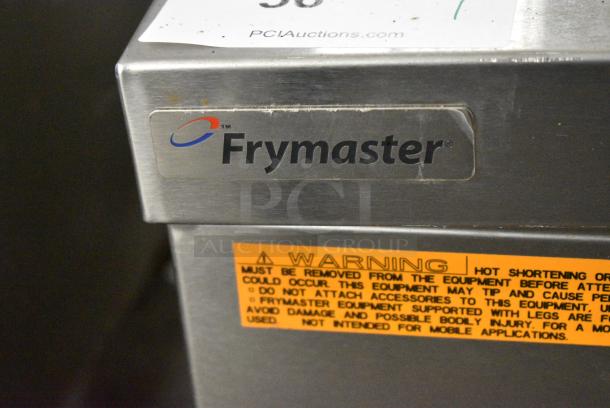 PCIAuctions.com
™
Frymaster®
PCI
AUCTION GROUP
⚠ WARNING HOT SHORTENING OR
MUST BE REMOVED FROM THE EQUIPMENT BEFORE ATTE
COULD OCCUR. THIS EQUIPMENT MAY TIP AND CAUSE PE
DO NOT ATTACH ACCESSORIES TO THIS EQUIPMENT, U
FRYMASTER EQUIPMENT SUPPORTED WITH LEGS ARE F
AVOID DAMAGE AND POSSIBLE BODILY INJURY. FOR A MO
USED. NOT INTENDED FOR MOBILE APPLICATIONS.